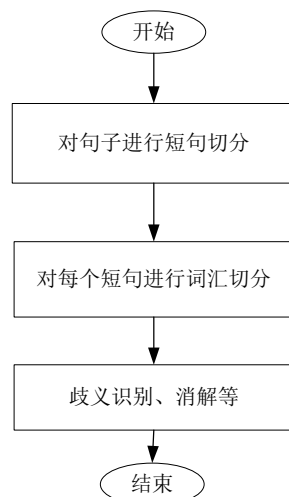 开始
对句子进行短句切分
对每个短句进行词汇切分
歧义识别、消解等
结束